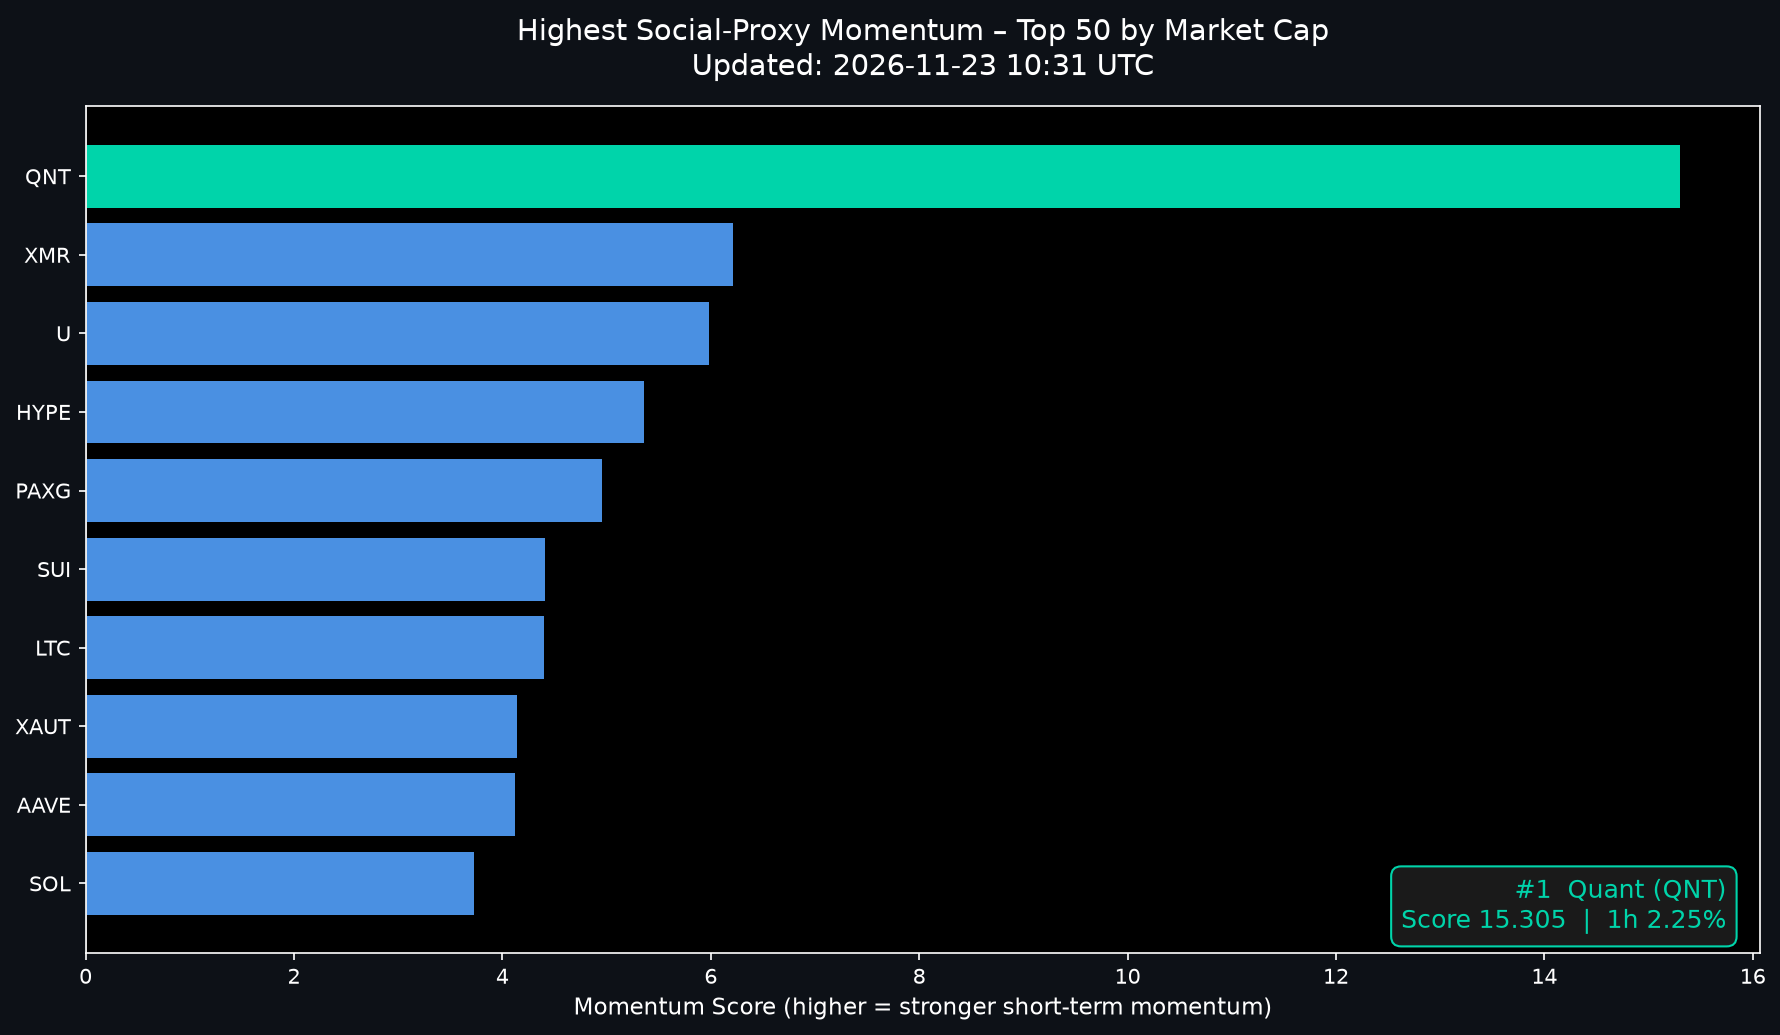 Highest Social-Proxy Momentum – Top 50 by Market Cap
Updated: 2026-11-23 10:31 UTC
QNT
XMR
U
HYPE
PAXG
SUI
LTC
XAUT
AAVE
SOL
#1 Quant (QNT)
Score 15.305 | 1h 2.25%
0 2 4 6 8 10 12 14 16
Momentum Score (higher = stronger short-term momentum)